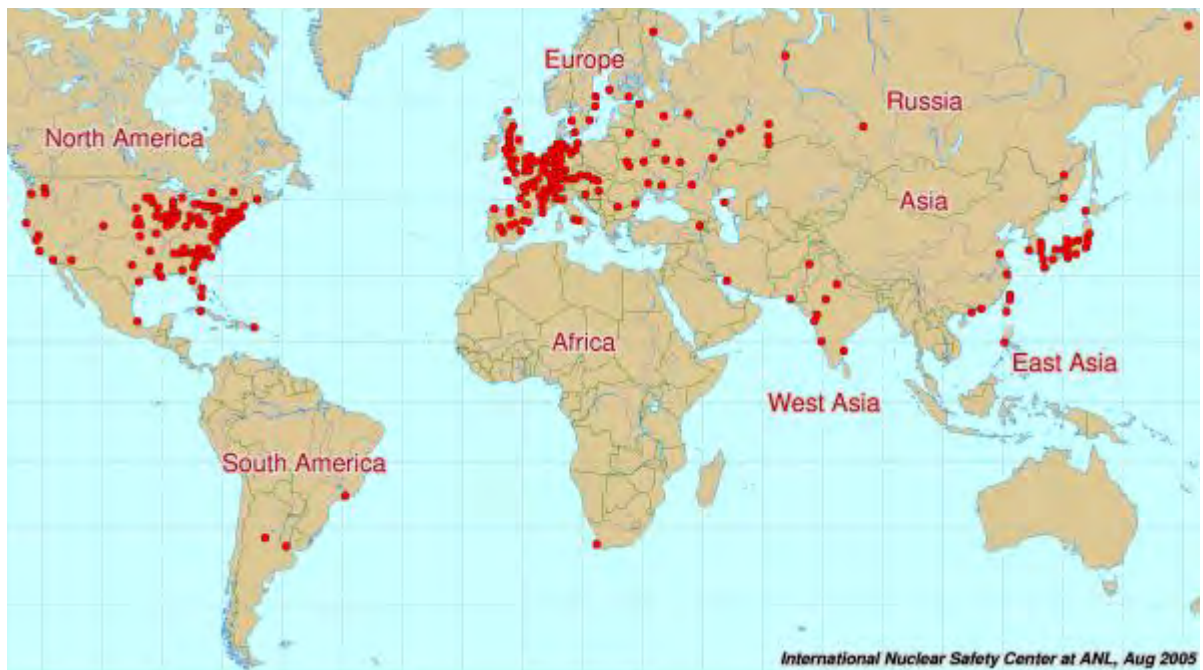 Europe
Russia
North America
Asia
Africa
East Asia
West Asia
South America
International Nuclear Safety Center at ANL, Aug 2005